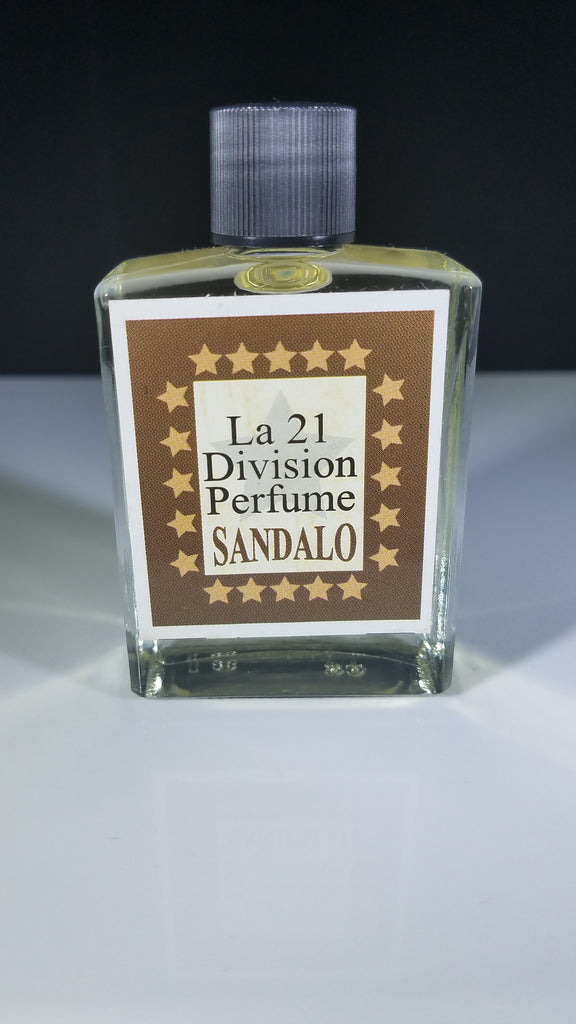 La 21
Division
Perfume
SANDALO